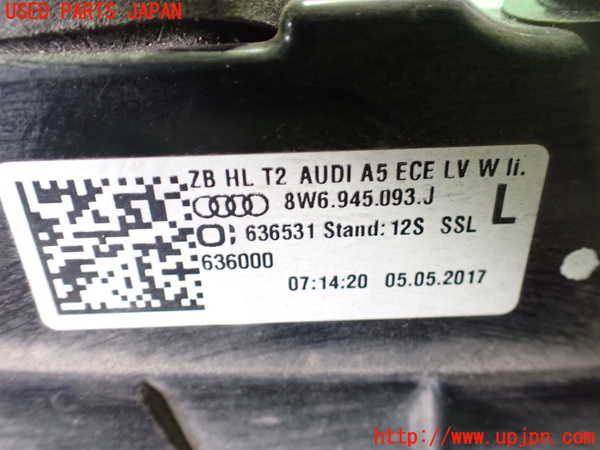 USED PARTS JAPAN
ZB HL T2 AUDI A5 ECE LV W li.
8W6.945.093.J
L
636531 Stand: 12S SSL
636000
07:14:20 05.05.2017
http://www.upjpn.com/